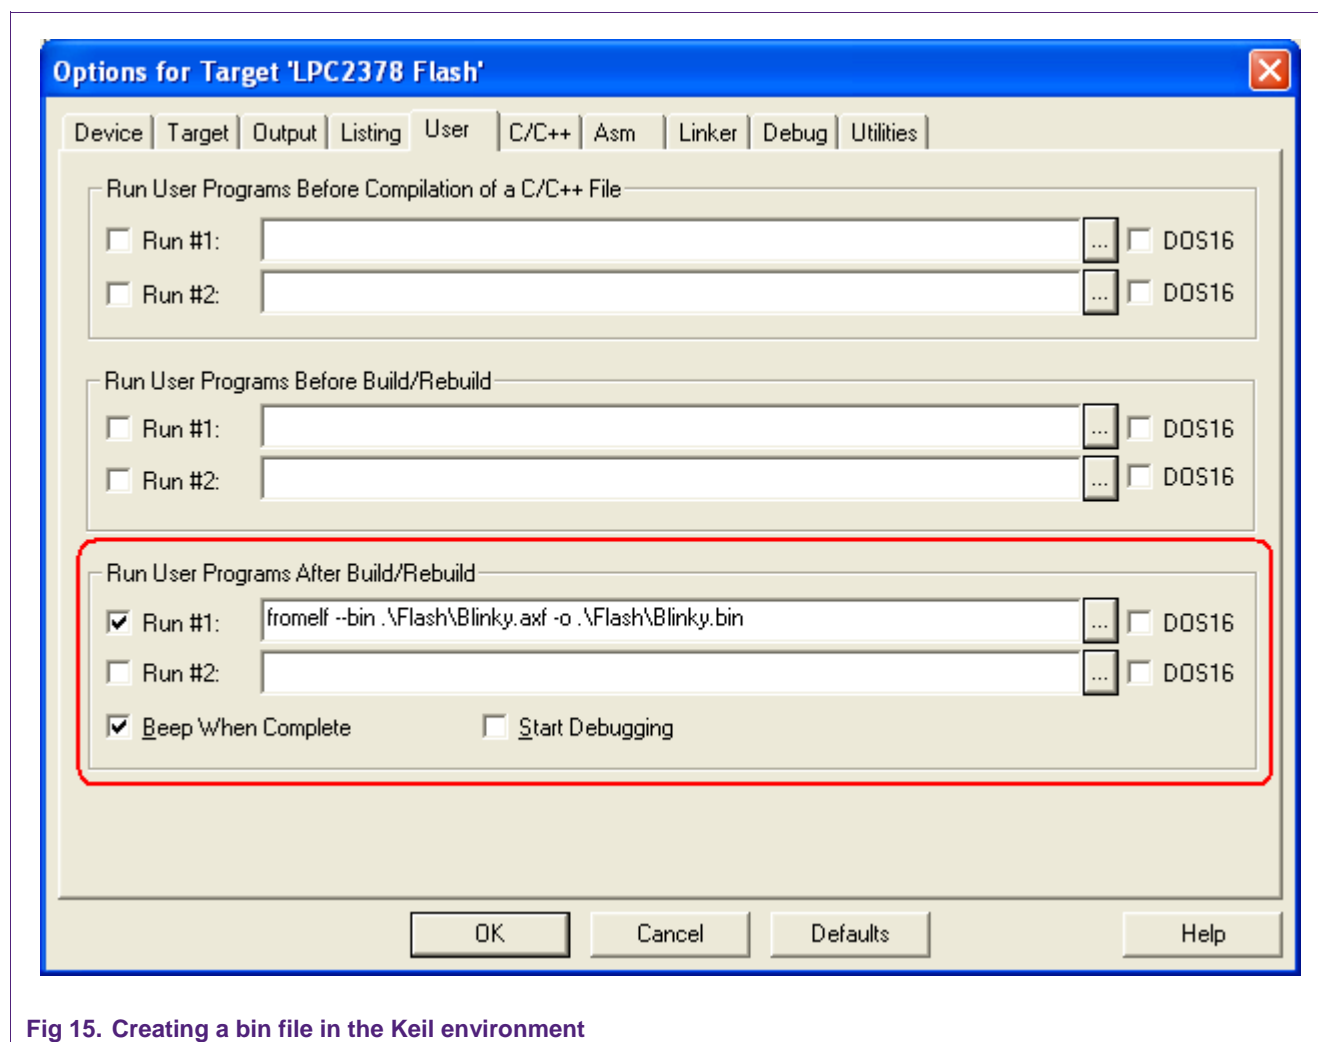 Options for Target 'LPC2378 Flash'
Device Target Output Listing User C/C++ Asm Linker Debug Utilities
Run User Programs Before Compilation of a C/C++ File
Run #1: ... DOS16
Run #2: ... DOS16
Run User Programs Before Build/Rebuild
Run #1: ... DOS16
Run #2: ... DOS16
Run User Programs After Build/Rebuild
Run #1: fromelf --bin .\Flash\Blinky.axf -o .\Flash\Blinky.bin ... DOS16
Run #2: ... DOS16
Beep When Complete Start Debugging
OK Cancel Defaults Help
Fig 15. Creating a bin file in the Keil environment